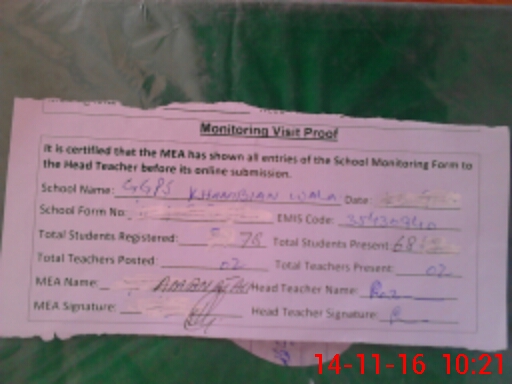 Monitoring Visit Proof
It is certified that the MEA has shown all entries of the School Monitoring Form to
the Head Teacher before its online submission.
School Name: GGPS KHANBIAN WALA Date:
School Form No: EMIS Code:
Total Students Registered: 78 Total Students Present: 68
Total Teachers Posted: 02 Total Teachers Present: 02
MEA Name: Head Teacher Name:
MEA Signature: Head Teacher Signature:
14-11-16 10:21